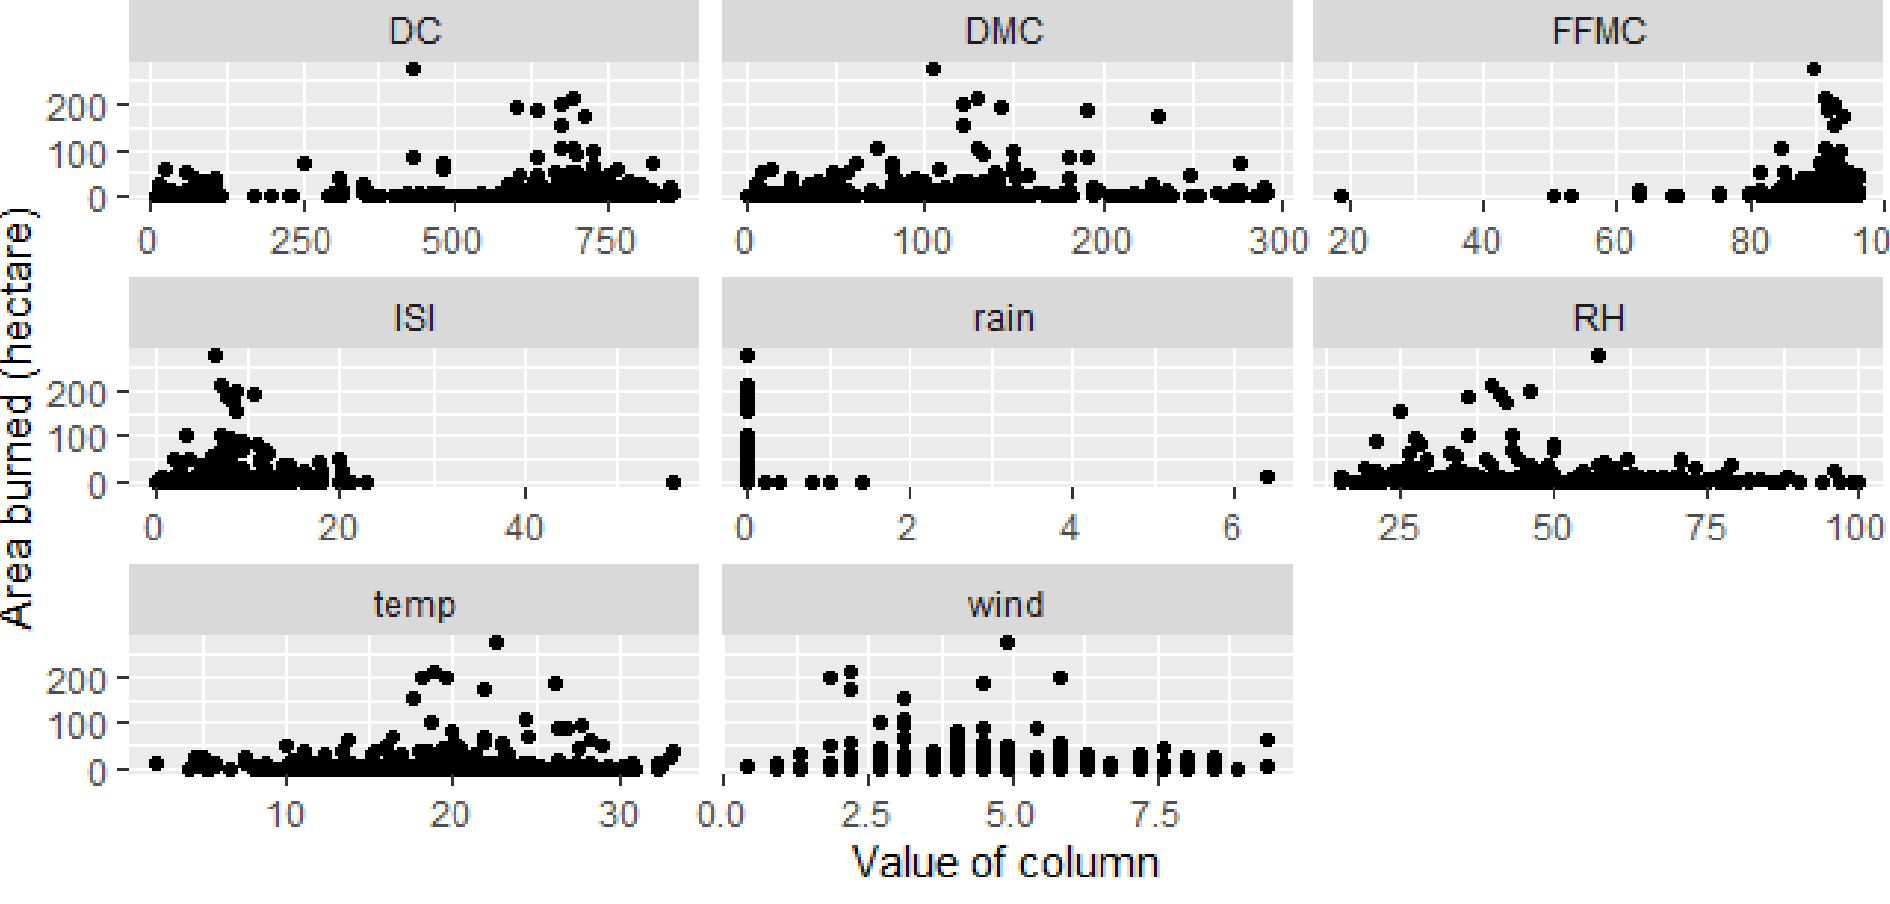 DC DMC FFMC
200
100
0
0 250 500 750 0 100 200 300 20 40 60 80 10
ISI rain RH
200
100
0
0 20 40 0 2 4 6 25 50 75 100
temp wind
200
100
0
10 20 30 0.0 2.5 5.0 7.5
Value of column
Area burned (hectare)